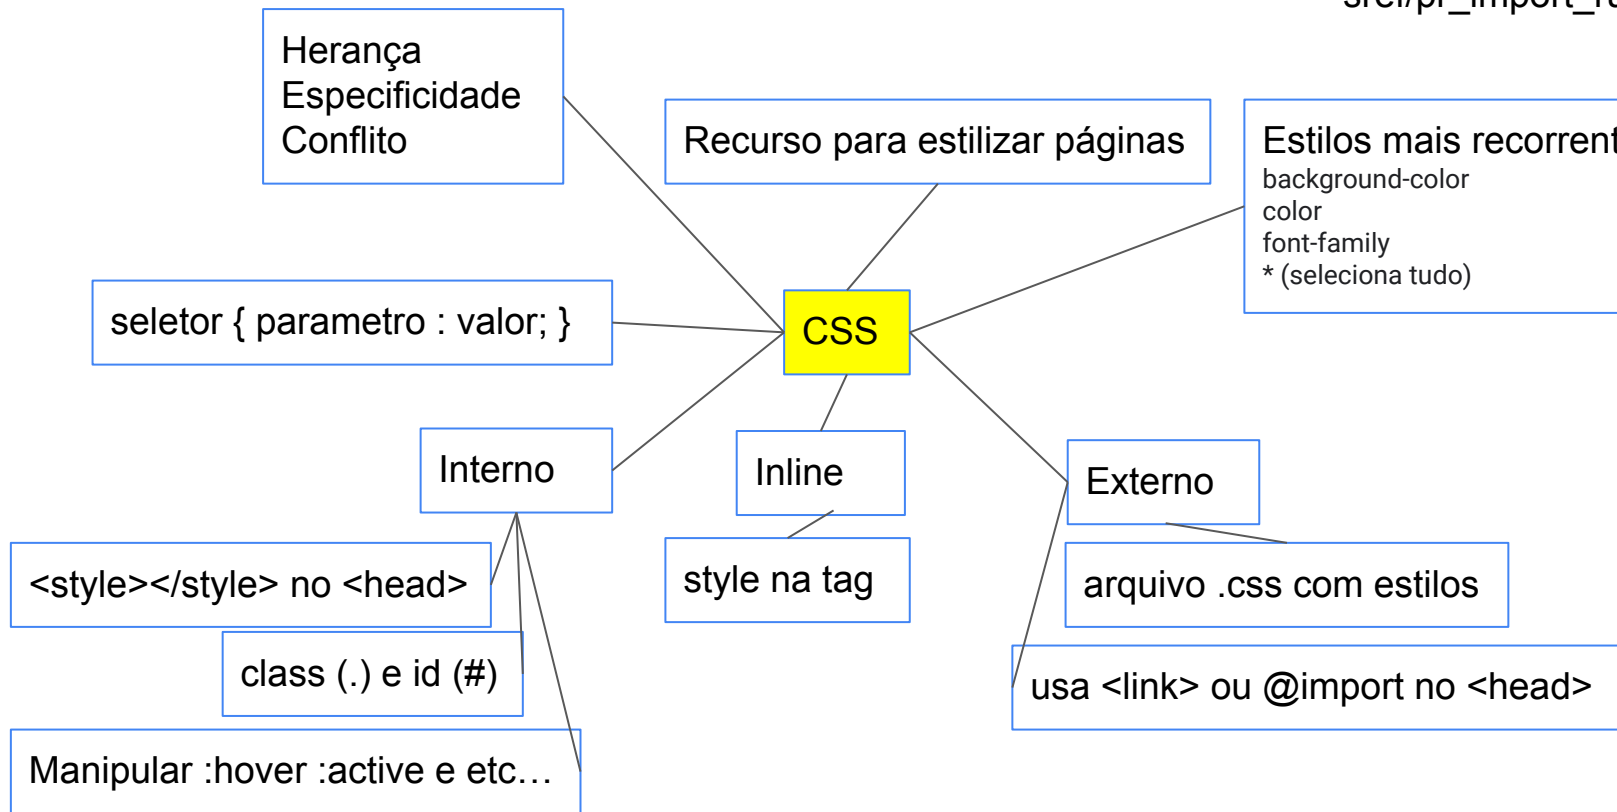 Herança
Especificidade
Conflito
Recurso para estilizar páginas
Estilos mais
background-color
color
font-family
* (seleciona tudo)
seletor { parametro : valor; }
CSS
Interno
Inline
Externo
<style></style> no <head>
style na tag
arquivo .css com estilos
class (.) e id (#)
usa <link> ou @import no <head>
Manipular :hover :active e etc…